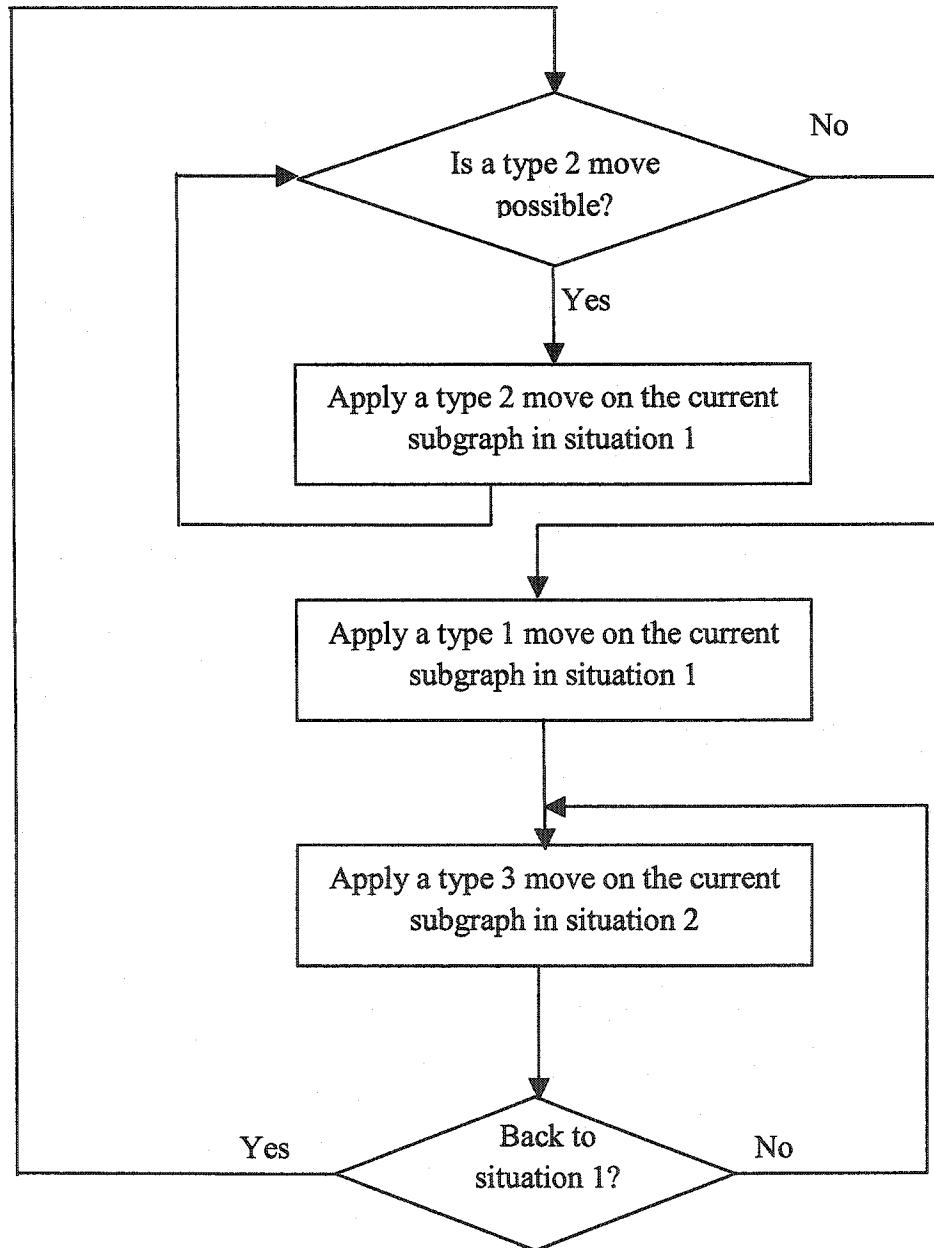 No
Is a type 2 move
possible?
Yes
Apply a type 2 move on the current
subgraph in situation 1
Apply a type 1 move on the current
subgraph in situation 1
Apply a type 3 move on the current
subgraph in situation 2
Yes
Back to
situation 1?
No